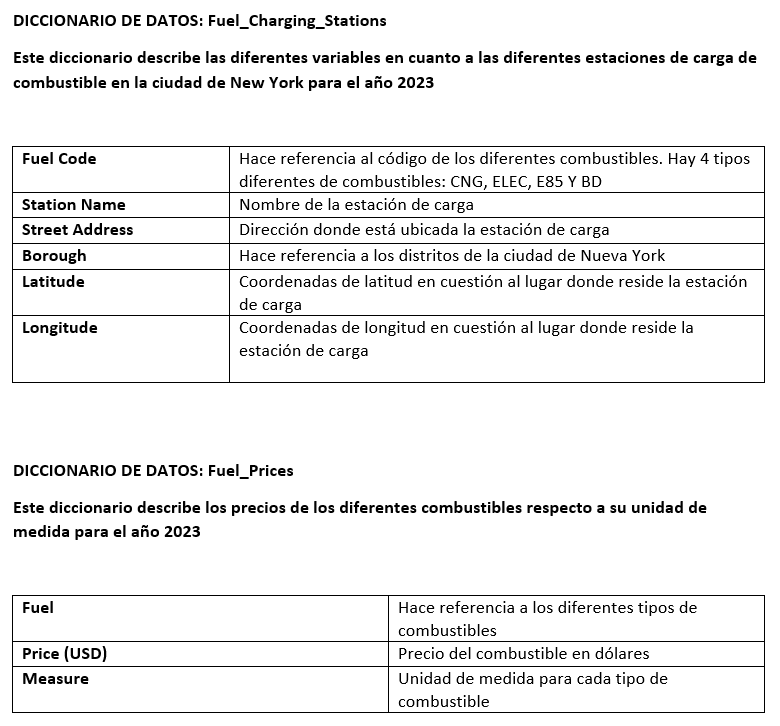 DICCIONARIO DE DATOS: Fuel_Charging_Stations
Este diccionario describe las diferentes variables en cuanto a las diferentes estaciones de carga de
combustible en la ciudad de New York para el año 2023
Fuel Code
Hace referencia al código de los diferentes combustibles. Hay 4 tipos
diferentes de combustibles: CNG, ELEC, E85 Y BD
Station Name
Nombre de la estación de carga
Street Address
Dirección donde está ubicada la estación de carga
Borough
Hace referencia a los distritos de la ciudad de Nueva York
Latitude
Coordenadas de latitud en cuestión al lugar donde reside la estación
de carga
Longitude
Coordenadas de longitud en cuestión al lugar donde reside la
estación de carga
DICCIONARIO DE DATOS: Fuel_Prices
Este diccionario describe los precios de los diferentes combustibles respecto a su unidad de
medida para el año 2023
Fuel
Hace referencia a los diferentes tipos de
combustibles
Price (USD)
Precio del combustible en dólares
Measure
Unidad de medida para cada tipo de
combustible